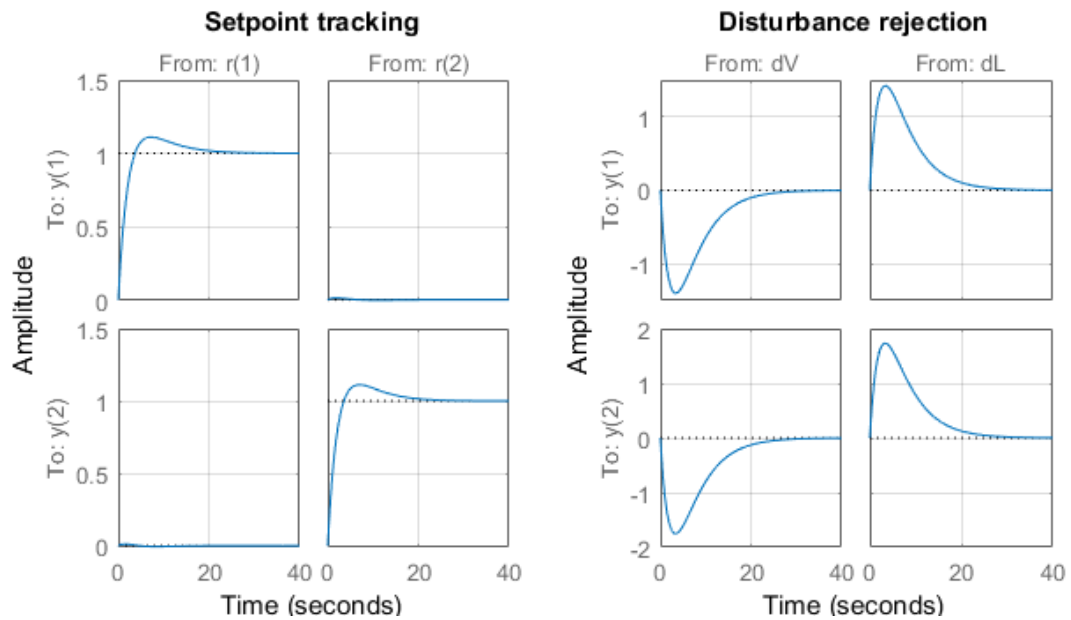 Setpoint tracking
From: r(1)
From: r(2)
1.5
1
0.5
0
To: y(1)
Amplitude
1.5
1
0.5
0
To: y(2)
0
20
40
0
20
40
Time (seconds)
Disturbance rejection
From: dV
From: dL
1
0
-1
To: y(1)
Amplitude
2
1
0
-1
-2
To: y(2)
0
20
40
0
20
40
Time (seconds)